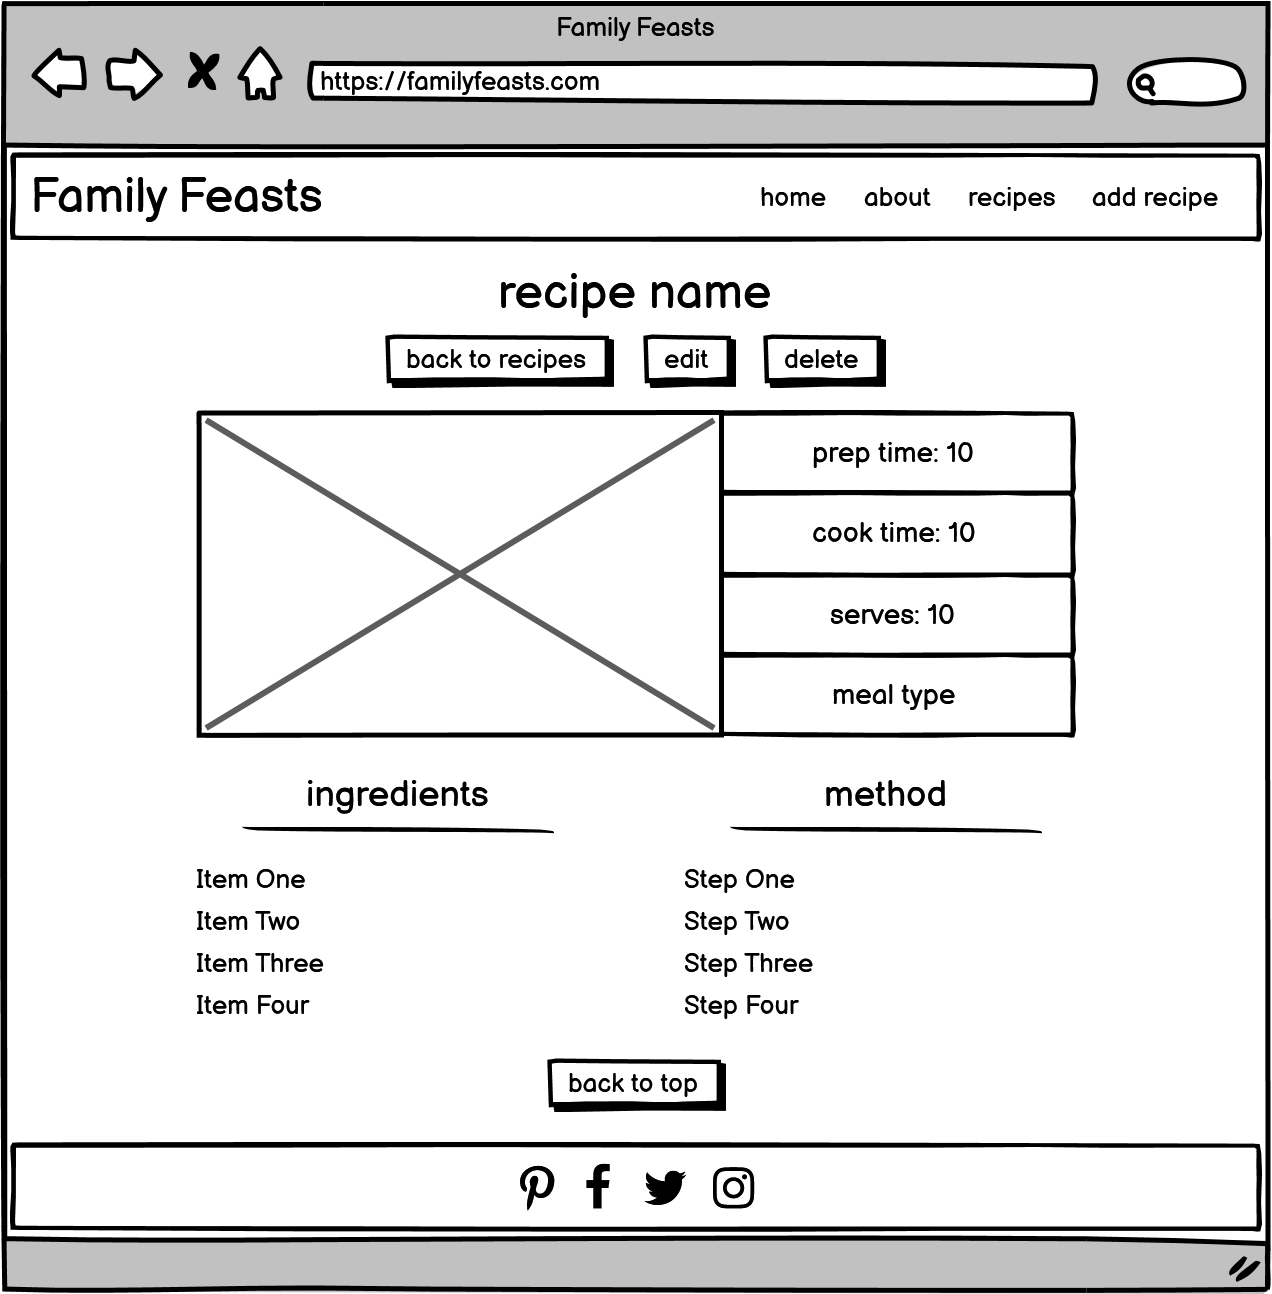 Family Feasts
https://familyfeasts.com
Family Feasts
home about recipes add recipe
recipe name
back to recipes edit delete
prep time: 10
cook time: 10
serves: 10
meal type
ingredients
Item One
Item Two
Item Three
Item Four
method
Step One
Step Two
Step Three
Step Four
back to top